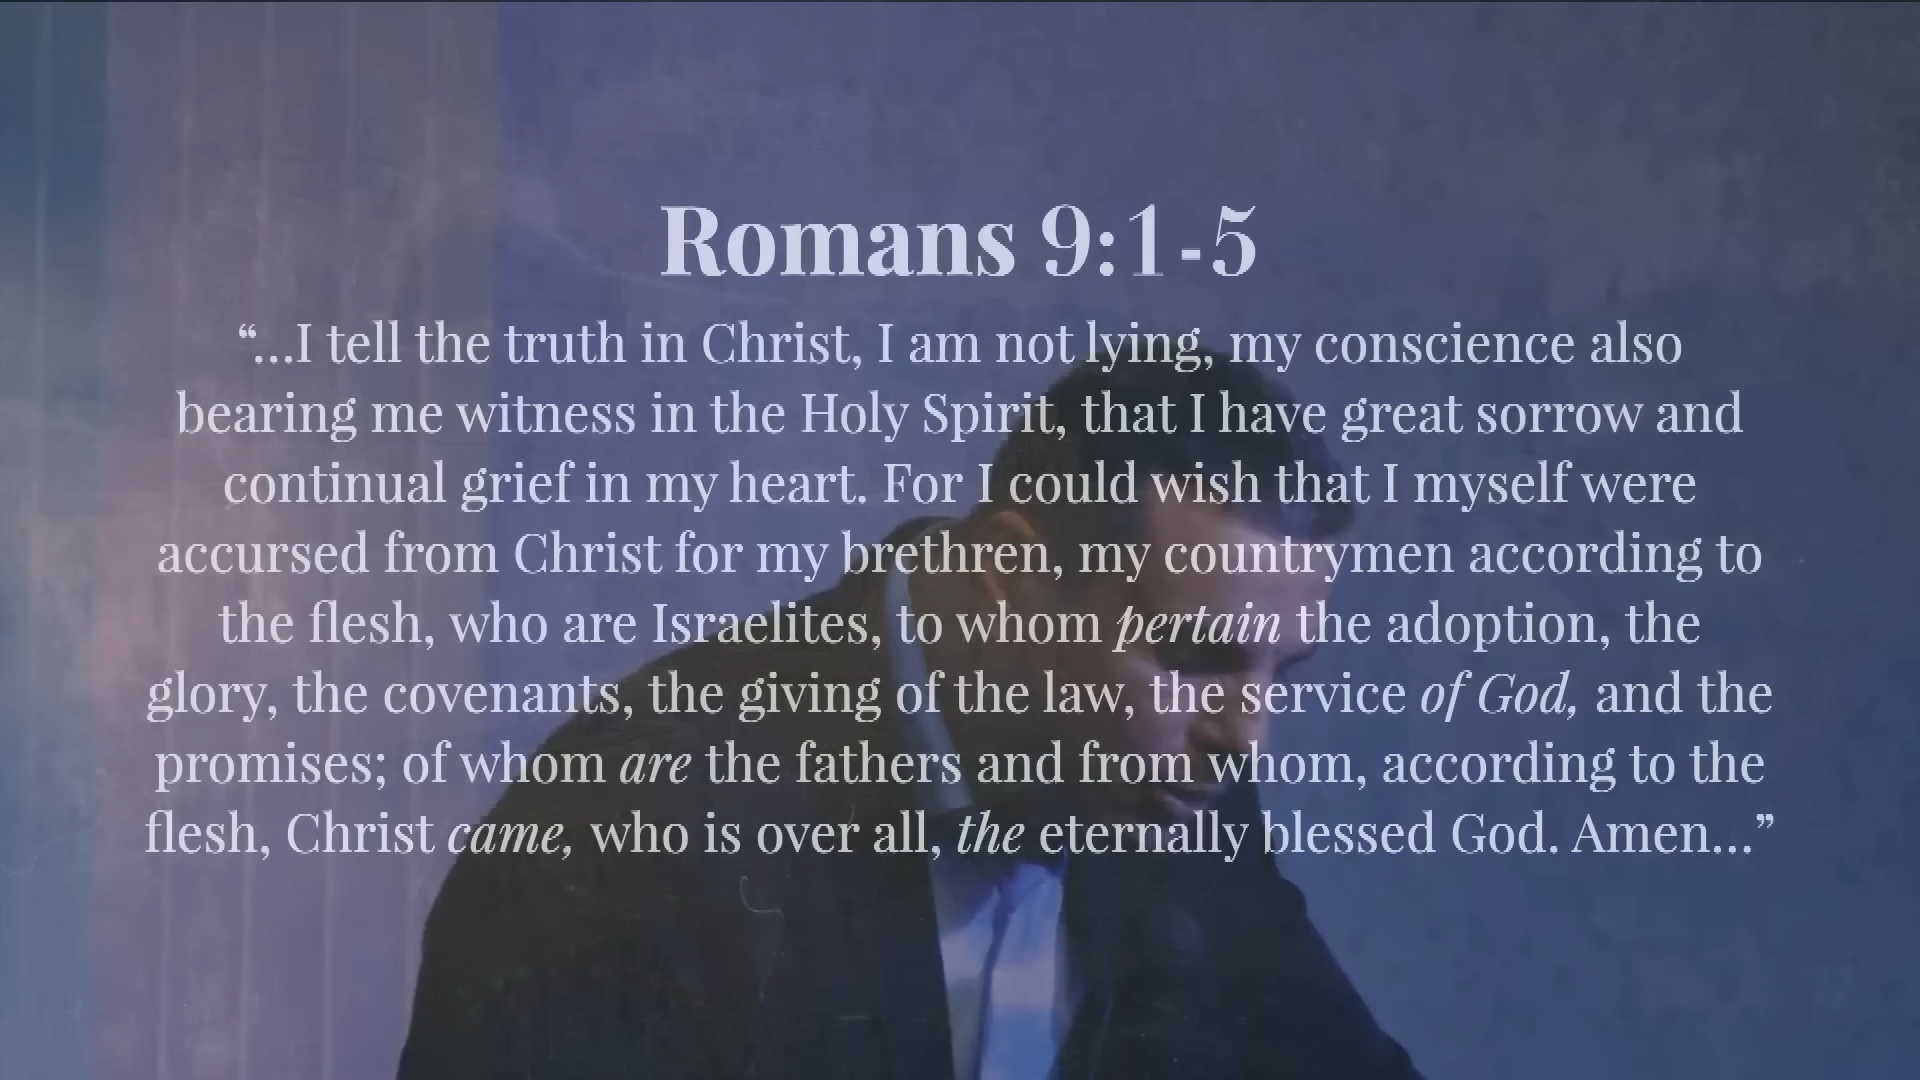 Romans 9:1-5
“...I tell the truth in Christ, I am not lying, my conscience also
bearing me witness in the Holy Spirit, that I have great sorrow and
continual grief in my heart. For I could wish that I myself were
accursed from Christ for my brethren, my countrymen according to
the flesh, who are Israelites, to whom pertain the adoption, the
glory, the covenants, the giving of the law, the service of God, and the
promises; of whom are the fathers and from whom, according to the
flesh, Christ came, who is over all, the eternally blessed God. Amen...”